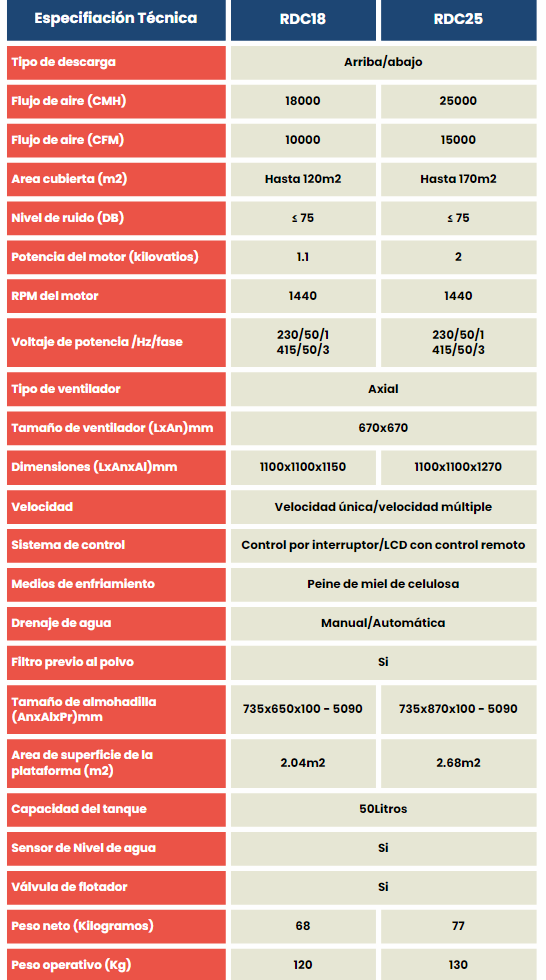 Espefiación Técnica RDC18 RDC25
Tipo de descarga Arriba/abajo
Flujo de aire (CMH) 18000 25000
Flujo de aire (CFM) 10000 15000
Area cubierta (m2) Hasta 120m2 Hasta 170m2
Nivel de ruido (DB) ≤ 75 ≤ 75
Potencia del motor (kilovatios) 1.1 2
RPM del motor 1440 1440
Voltaje de potencia /Hz/fase 230/50/1 230/50/1
415/50/3 415/50/3
Tipo de ventilador Axial
Tamaño de ventilador (LxAn)mm 670x670
Dimensiones (LxAnxAl)mm 1100x1100x1150 1100x1100x1270
Velocidad Velocidad única/velocidad múltiple
Sistema de control Control por interruptor/LCD con control remoto
Medios de enfriamiento Peine de miel de celulosa
Drenaje de agua Manual/Automática
Filtro previo al polvo Si
Tamaño de almohadilla
(AnxAlxPr)mm 735x650x100 - 5090 735x870x100 - 5090
Area de superficie de la
plataforma (m2) 2.04m2 2.68m2
Capacidad del tanque 50Litros
Sensor de Nivel de agua Si
Válvula de flotador Si
Peso neto (Kilogramos) 68 77
Peso operativo (Kg) 120 130